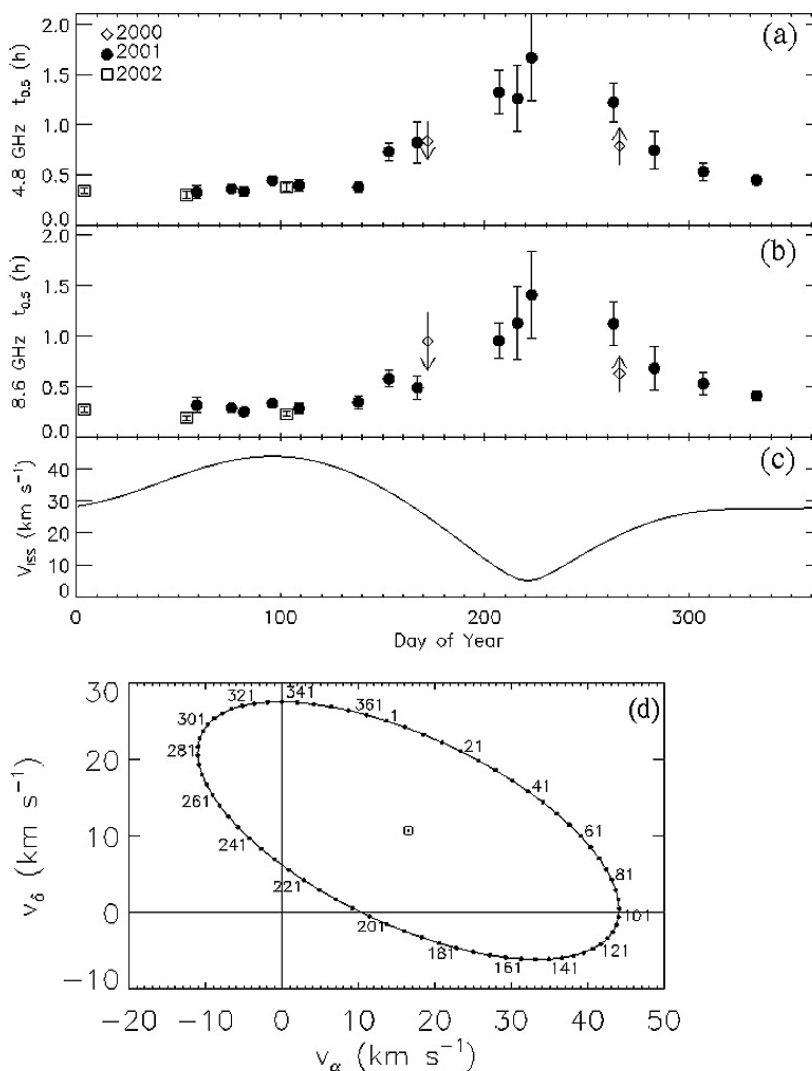 2000
2001
2002
(a)
2.0
1.5
1.0
0.5
0.0
4.8 GHz t0.5 (h)
(b)
2.0
1.5
1.0
0.5
0.0
8.6 GHz t0.5 (h)
(c)
40
30
20
10
0
VISS (km s⁻¹)
0 100 200 300
Day of Year
(d)
30
20
10
0
−10
vδ (km s⁻¹)
321 341 361 1
301
21
281
41
261
61
241
81
221
101
201
121
181 161 141
−20 −10 0 10 20 30 40 50
vα (km s⁻¹)